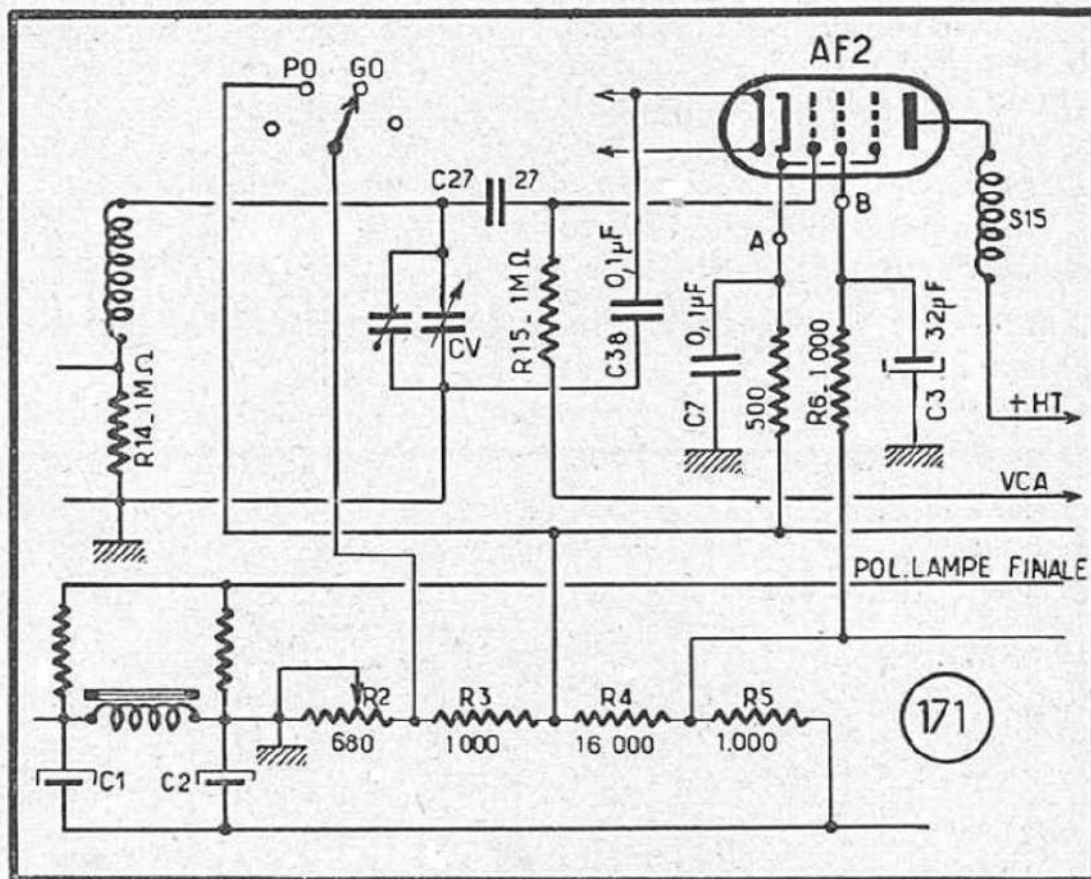 AF2
PO GO
C27 27
B
S15
A
CV
R15_1MΩ
C38
0,1µF
C7
0,1µF
500
R6_1000
C3
32µF
R14_1MΩ
+HT
VCA
POL.LAMPE FINALE
R2
680
R3
1000
R4
16.000
R5
1.000
C1
C2
171